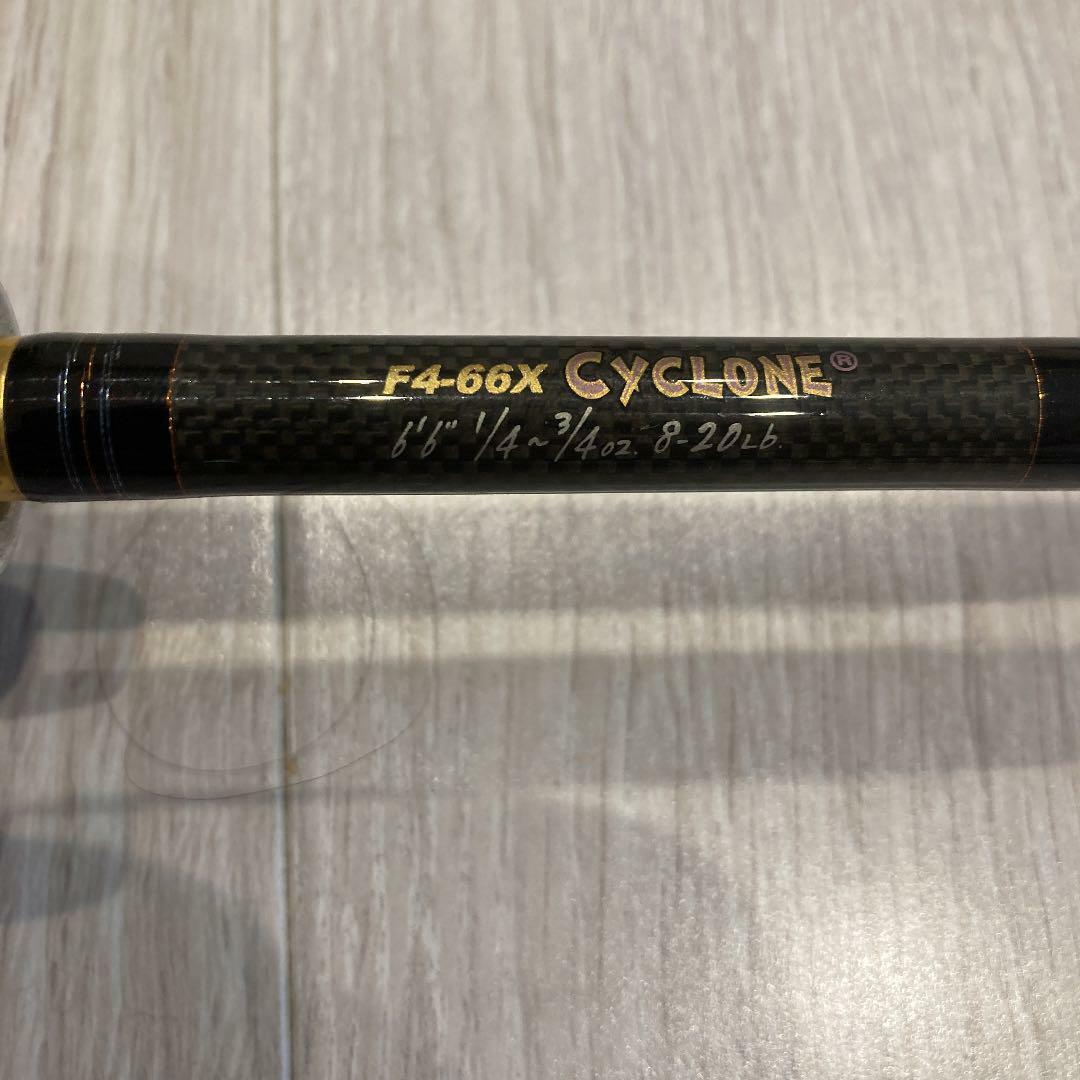 F4-66X CYCLONE®
6'6" 1/4~3/4oz. 8-20Lb.